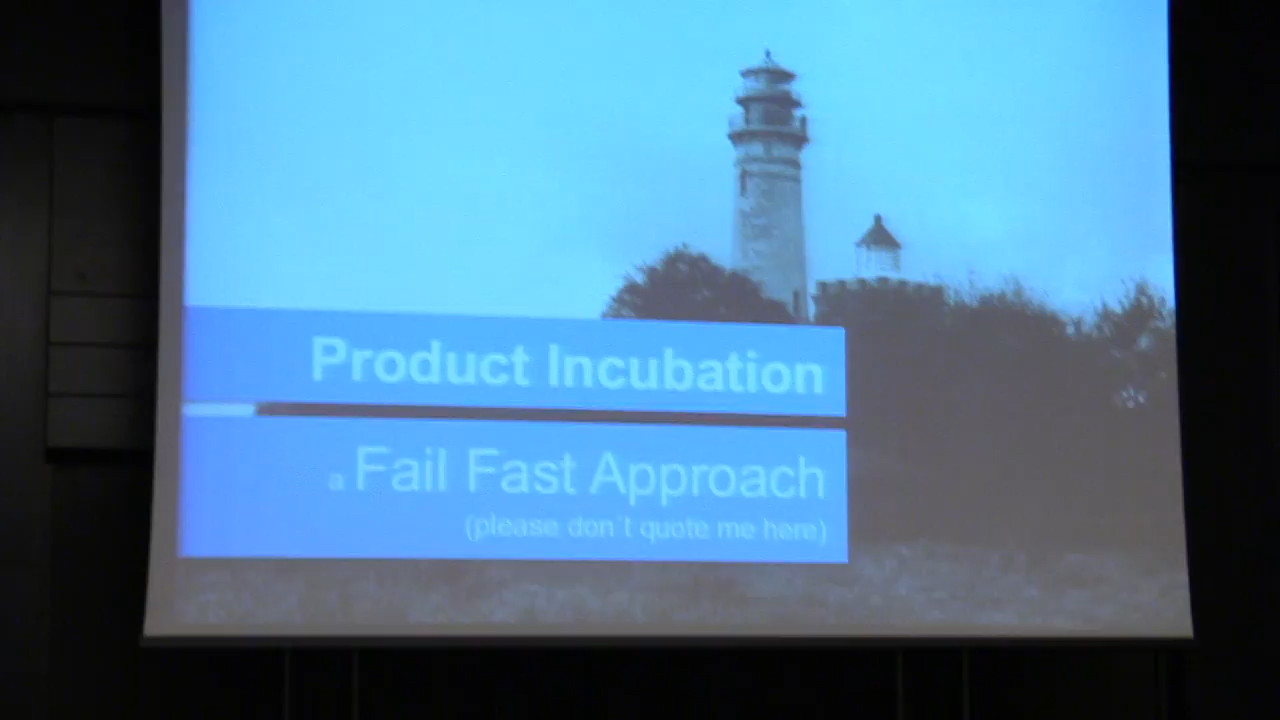 Product Incubation
a Fail Fast Approach
(please don´t quote me here)